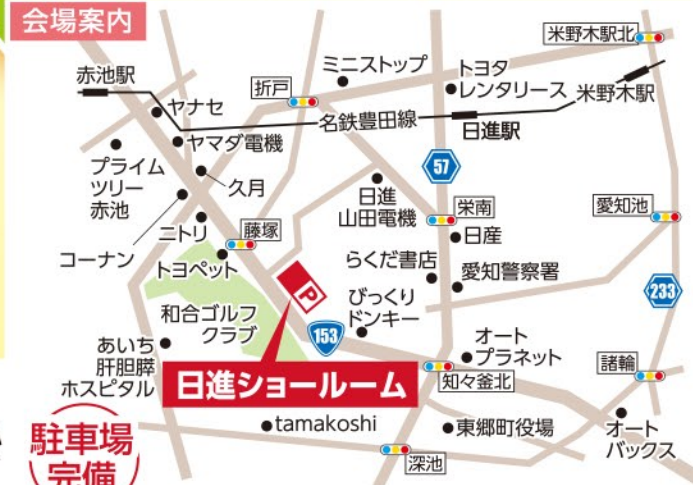 会場案内
米野木駅北
赤池駅
折戸
ミニストップ
トヨタ
レンタリース
米野木駅
ヤナセ
名鉄豊田線
日進駅
ヤマダ電機
プライム
ツリー
赤池
久月
57
日進
山田電機
栄南
愛知池
ニトリ
藤塚
日産
コーナン
トヨペット
らくだ書店
愛知警察署
233
P
びっくり
ドンキー
和合ゴルフ
クラブ
153
オート
プラネット
あいち
肝胆膵
ホスピタル
日進ショールーム
知々釜北
諸輪
tamakoshi
東郷町役場
オート
バックス
駐車場
完備
深池